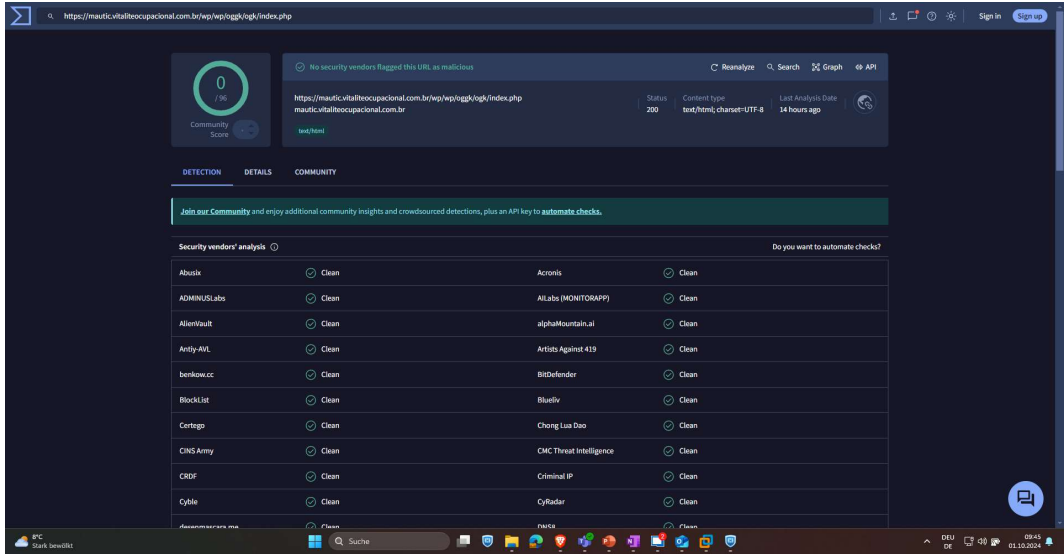 https://mautic.vitaliteocupacional.com.br/wp/wp/oggk/ogk/index.php
Sign in
Sign up
0
/ 96
Community
Score
No security vendors flagged this URL as malicious
Reanalyze
Search
Graph
API
https://mautic.vitaliteocupacional.com.br/wp/wp/oggk/ogk/index.php
mautic.vitaliteocupacional.com.br
text/html
Status
200
Content type
text/html; charset=UTF-8
Last Analysis Date
14 hours ago
DETECTION DETAILS COMMUNITY
Join our Community and enjoy additional community insights and crowdsourced detections, plus an API key to automate checks.
Security vendors' analysis Do you want to automate checks?
Abusix Clean Acronis Clean
ADMINUSLabs Clean AILabs (MONITORAPP) Clean
AlienVault Clean alphaMountain.ai Clean
Antiy-AVL Clean Artists Against 419 Clean
benkow.cc Clean BitDefender Clean
BlockList Clean Blueliv Clean
Certego Clean Chong Lua Dao Clean
CINS Army Clean CMC Threat Intelligence Clean
CRDF Clean Criminal IP Clean
Cyble Clean CyRadar Clean
desenmascara.me Clean DNS8 Clean
8°C
Stark bewölkt
Suche
DEU
DE
09:45
01.10.2024